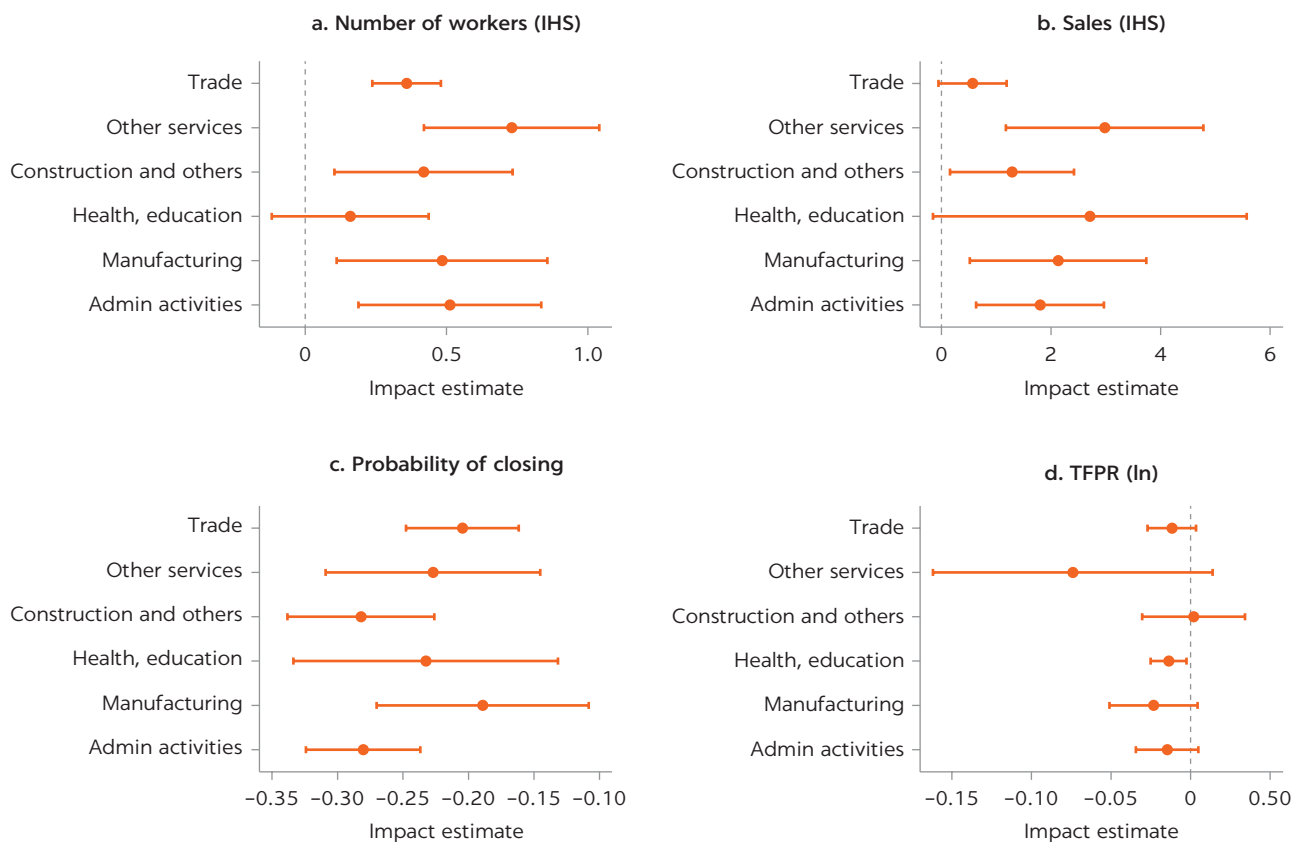 a. Number of workers (IHS)
Trade
Other services
Construction and others
Health, education
Manufacturing
Admin activities
0 0.5 1.0
Impact estimate
b. Sales (IHS)
Trade
Other services
Construction and others
Health, education
Manufacturing
Admin activities
0 2 4 6
Impact estimate
c. Probability of closing
Trade
Other services
Construction and others
Health, education
Manufacturing
Admin activities
–0.35 –0.30 –0.25 –0.20 –0.15 –0.10
Impact estimate
d. TFPR (ln)
Trade
Other services
Construction and others
Health, education
Manufacturing
Admin activities
–0.15 –0.10 –0.05 0 0.50
Impact estimate